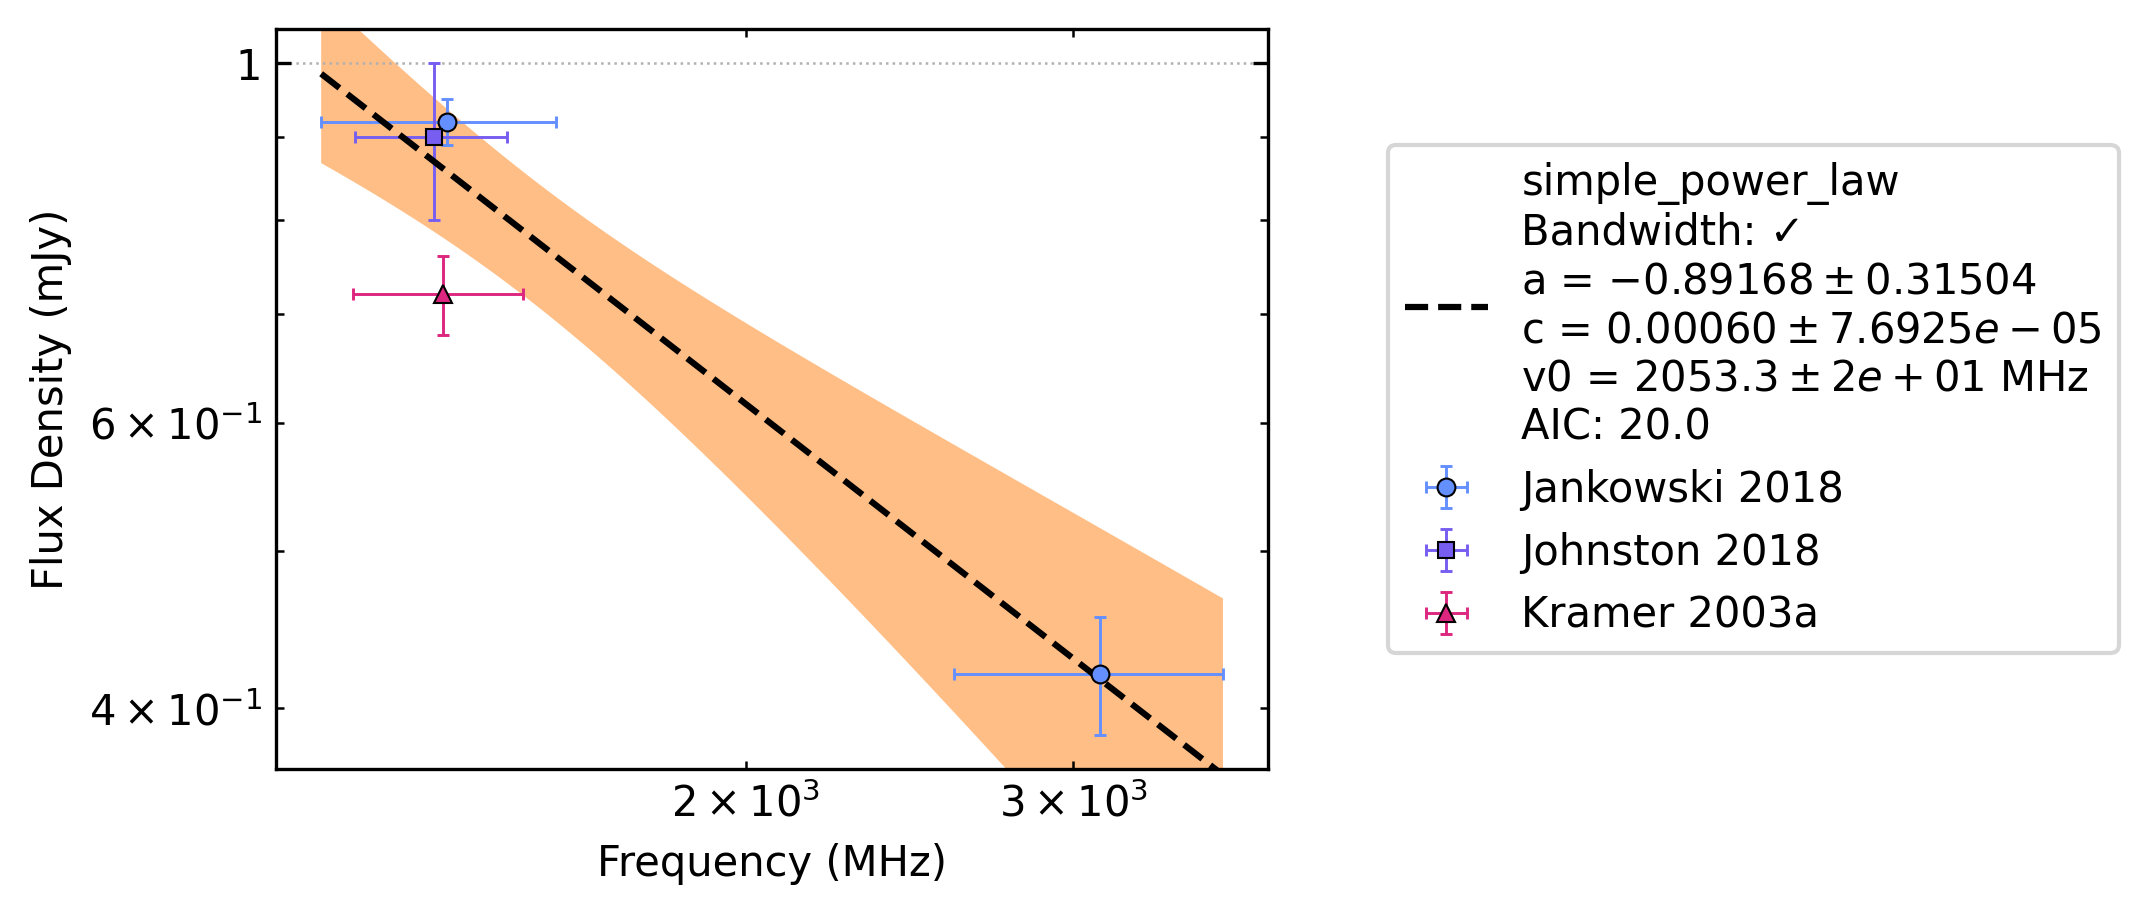 1
6 × 10⁻¹
4 × 10⁻¹
Flux Density (mJy)
2 × 10³
3 × 10³
Frequency (MHz)
simple_power_law
Bandwidth: ✓
a = −0.89168 ± 0.31504
c = 0.00060 ± 7.6925e − 05
v0 = 2053.3 ± 2e + 01 MHz
AIC: 20.0
Jankowski 2018
Johnston 2018
Kramer 2003a